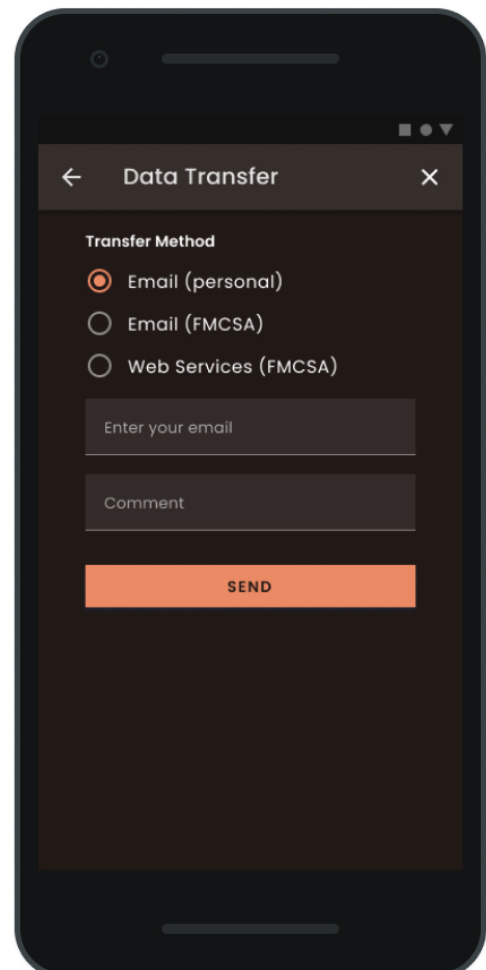 Data Transfer
Transfer Method
Email (personal)
Email (FMCSA)
Web Services (FMCSA)
Enter your email
Comment
SEND